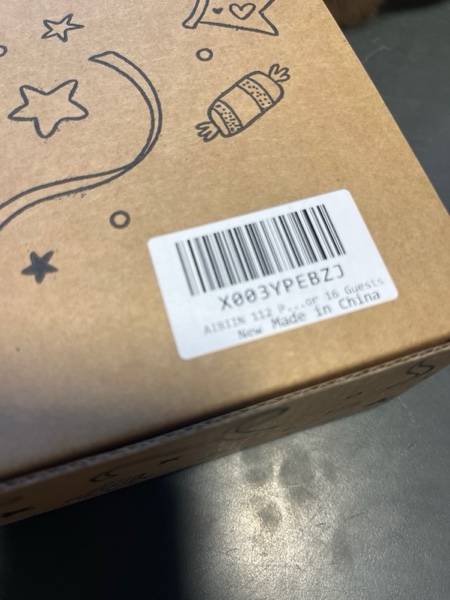 X003YPEBZJ
AIBIIN 112 P...or 16 Guests
New Made in China